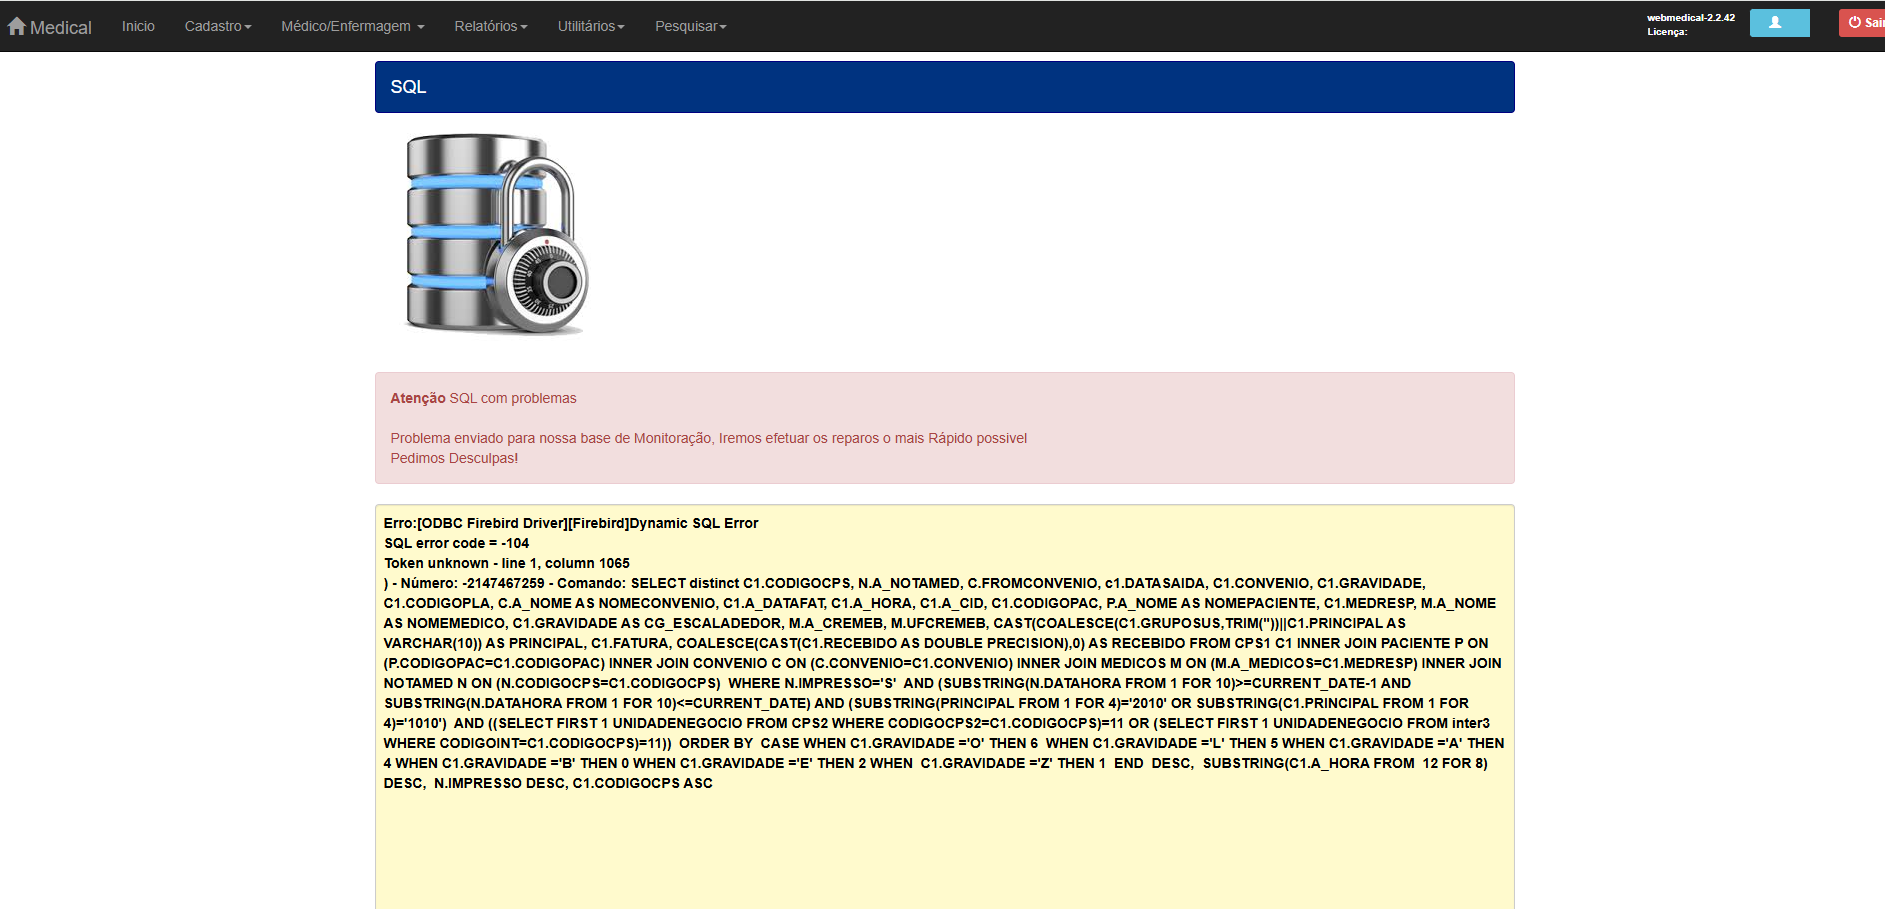 Medical Inicio Cadastro Médico/Enfermagem Relatórios Utilitários Pesquisar webmedical-2.2.42 Sair
Licença:
SQL
Atenção SQL com problemas
Problema enviado para nossa base de Monitoração, Iremos efetuar os reparos o mais Rápido possivel
Pedimos Desculpas!
Erro:[ODBC Firebird Driver][Firebird]Dynamic SQL Error
SQL error code = -104
Token unknown - line 1, column 1065
) - Número: -2147467259 - Comando: SELECT distinct C1.CODIGOCPS, N.A_NOTAMED, C.FROMCONVENIO, c1.DATASAIDA, C1.CONVENIO, C1.GRAVIDADE,
C1.CODIGOPLA, C.A_NOME AS NOMECONVENIO, C1.A_DATAFAT, C1.A_HORA, C1.A_CID, C1.CODIGOPAC, P.A_NOME AS NOMEPACIENTE, C1.MEDRESP, M.A_NOME
AS NOMEMEDICO, C1.GRAVIDADE AS CG_ESCALADEDOR, M.A_CREMEB, M.UFCREMEB, CAST(COALESCE(C1.GRUPOSUS,TRIM(''))||C1.PRINCIPAL AS
VARCHAR(10)) AS PRINCIPAL, C1.FATURA, COALESCE(CAST(C1.RECEBIDO AS DOUBLE PRECISION),0) AS RECEBIDO FROM CPS1 C1 INNER JOIN PACIENTE P ON
(P.CODIGOPAC=C1.CODIGOPAC) INNER JOIN CONVENIO C ON (C.CONVENIO=C1.CONVENIO) INNER JOIN MEDICOS M ON (M.A_MEDICOS=C1.MEDRESP) INNER JOIN
NOTAMED N ON (N.CODIGOCPS=C1.CODIGOCPS) WHERE N.IMPRESSO='S' AND (SUBSTRING(N.DATAHORA FROM 1 FOR 10)>=CURRENT_DATE-1 AND
SUBSTRING(N.DATAHORA FROM 1 FOR 10)<=CURRENT_DATE) AND (SUBSTRING(PRINCIPAL FROM 1 FOR 4)='2010' OR SUBSTRING(C1.PRINCIPAL FROM 1 FOR
4)='1010') AND ((SELECT FIRST 1 UNIDADENEGOCIO FROM CPS2 WHERE CODIGOCPS2=C1.CODIGOCPS)=11 OR (SELECT FIRST 1 UNIDADENEGOCIO FROM inter3
WHERE CODIGOINT=C1.CODIGOCPS)=11)) ORDER BY CASE WHEN C1.GRAVIDADE ='O' THEN 6 WHEN C1.GRAVIDADE ='L' THEN 5 WHEN C1.GRAVIDADE ='A' THEN
4 WHEN C1.GRAVIDADE ='B' THEN 0 WHEN C1.GRAVIDADE ='E' THEN 2 WHEN C1.GRAVIDADE ='Z' THEN 1 END DESC, SUBSTRING(C1.A_HORA FROM 12 FOR 8)
DESC, N.IMPRESSO DESC, C1.CODIGOCPS ASC